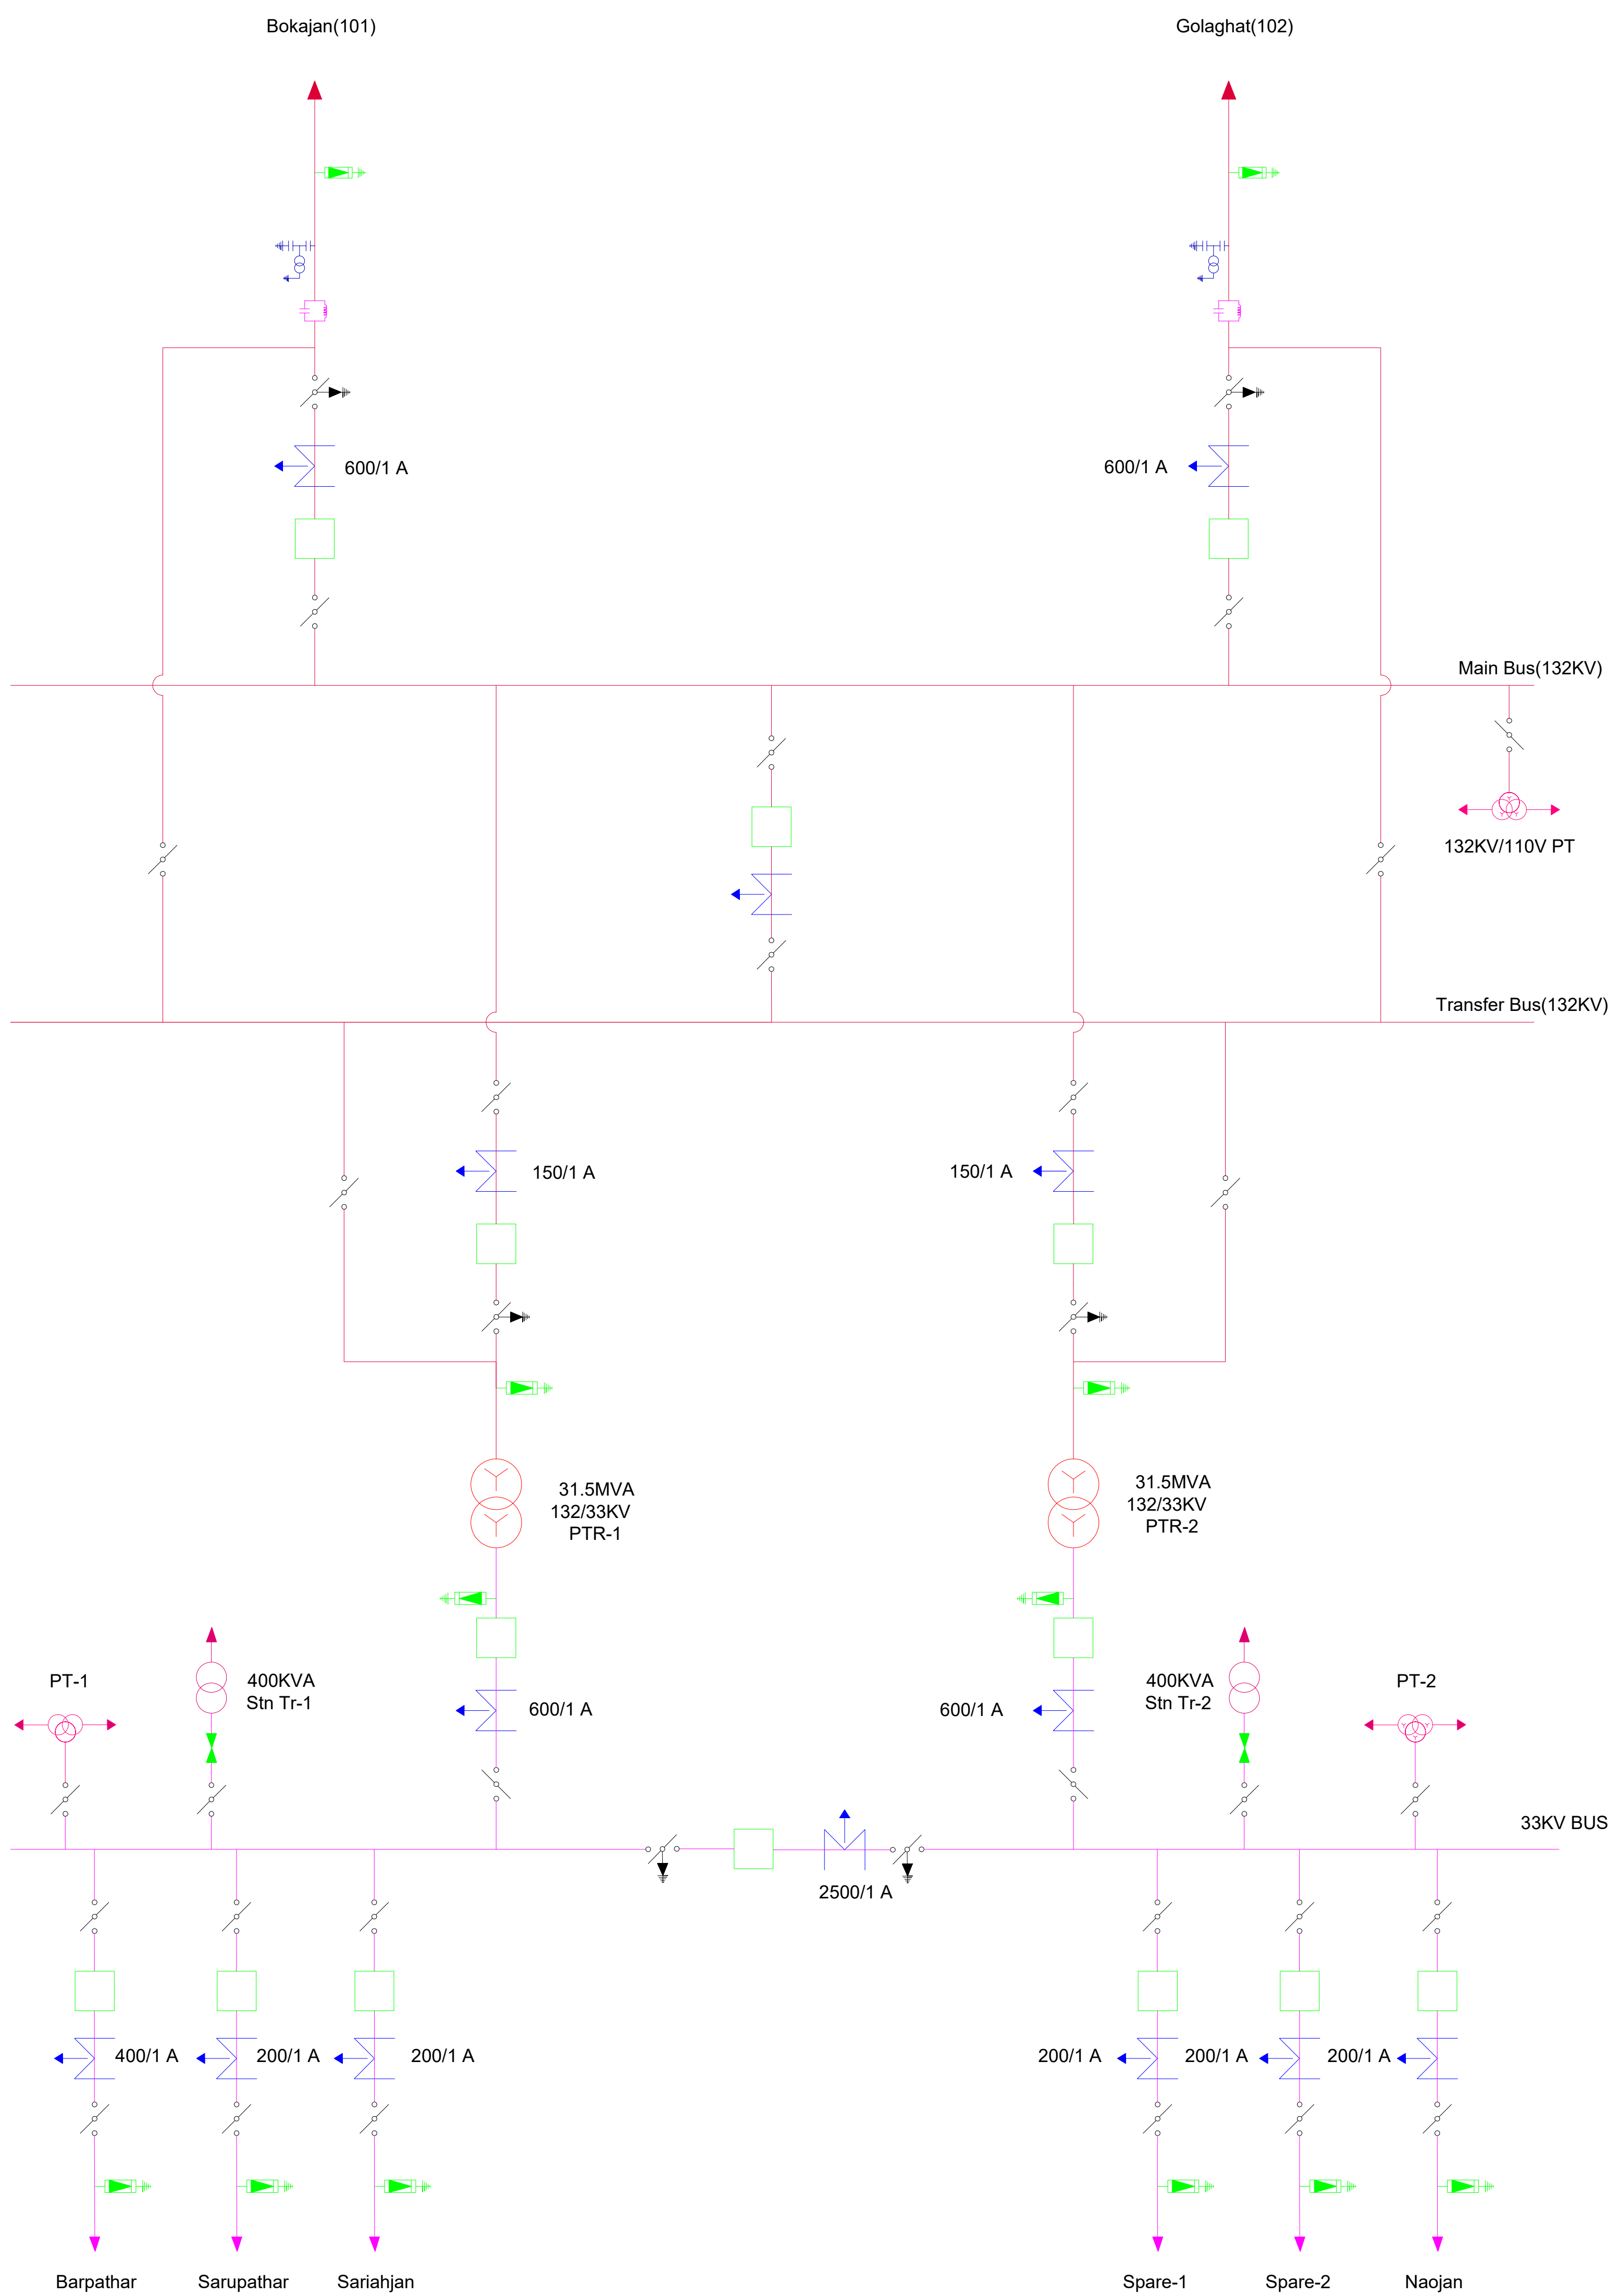 Bokajan(101)
Golaghat(102)
600/1 A
600/1 A
Main Bus(132KV)
132KV/110V PT
Transfer Bus(132KV)
150/1 A
150/1 A
31.5MVA
132/33KV
PTR-1
31.5MVA
132/33KV
PTR-2
PT-1
400KVA
Stn Tr-1
600/1 A
600/1 A
400KVA
Stn Tr-2
PT-2
33KV BUS
2500/1 A
400/1 A
200/1 A
200/1 A
200/1 A
200/1 A
200/1 A
Barpathar
Sarupathar
Sariahjan
Spare-1
Spare-2
Naojan